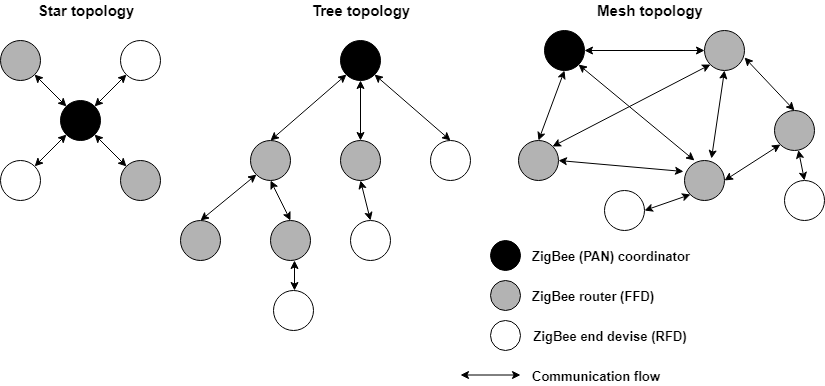 Star topology
Tree topology
Mesh topology
ZigBee (PAN) coordinator
ZigBee router (FFD)
ZigBee end devise (RFD)
Communication flow